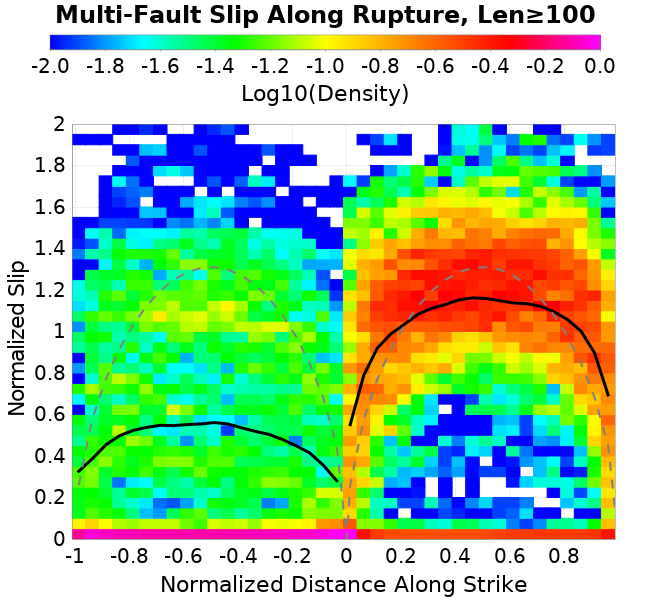 Multi-Fault Slip Along Rupture, Len≥100
-2.0 -1.8 -1.6 -1.4 -1.2 -1.0 -0.8 -0.6 -0.4 -0.2 0.0
Log10(Density)
2
1.8
1.6
1.4
1.2
1
0.8
0.6
0.4
0.2
0
Normalized Slip
-1 -0.8 -0.6 -0.4 -0.2 0 0.2 0.4 0.6 0.8
Normalized Distance Along Strike